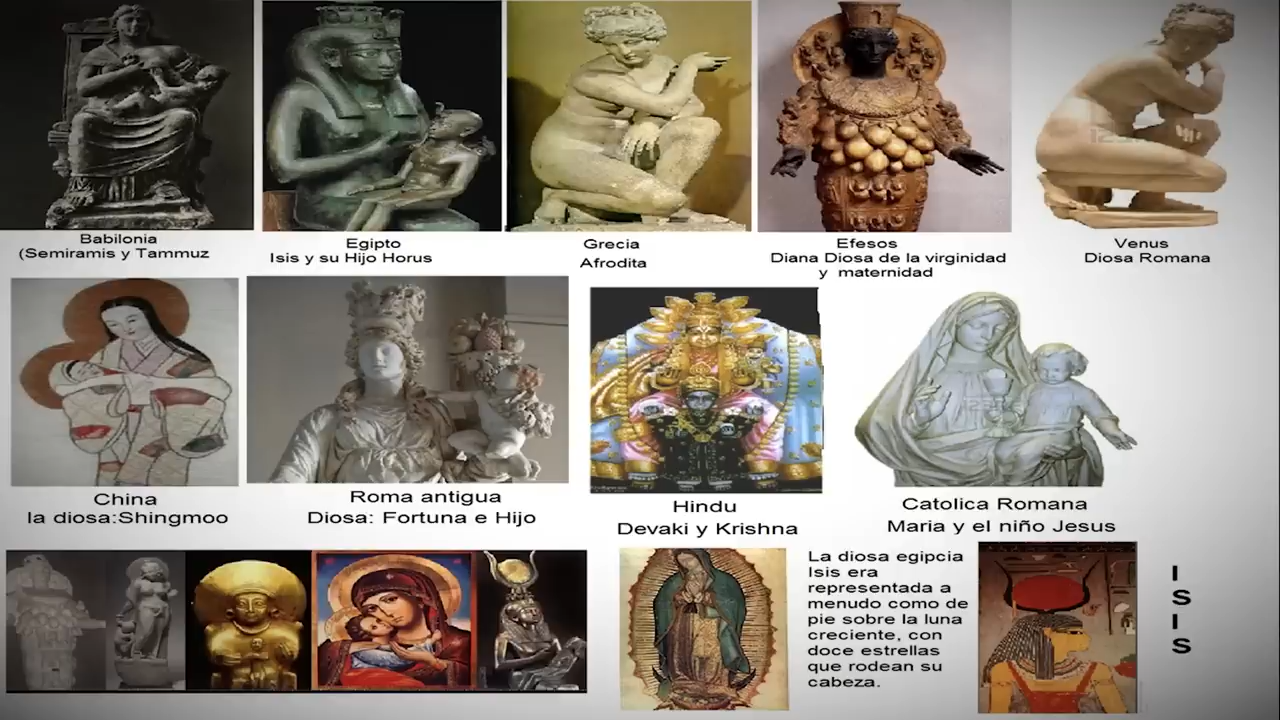 Babilonia
(Semiramis y Tammuz
Egipto
Isis y su Hijo Horus
Grecia
Afrodita
Efesos
Diana Diosa de la virginidad
y maternidad
Venus
Diosa Romana
China
la diosa:Shingmoo
Roma antigua
Diosa: Fortuna e Hijo
Hindu
Devaki y Krishna
Catolica Romana
Maria y el niño Jesus
La diosa egipcia
Isis era
representada a
menudo como de
pie sobre la luna
creciente, con
doce estrellas
que rodean su
cabeza.
I
S
I
S